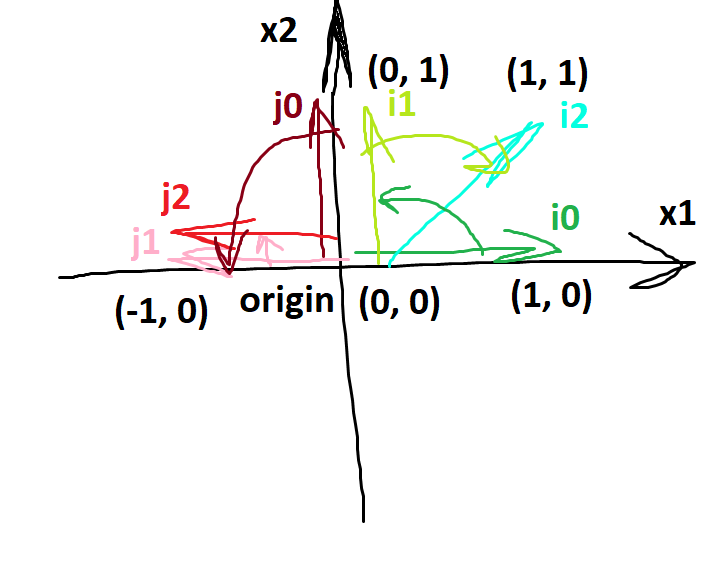 x2
(0, 1)
(1, 1)
j0
i1
i2
j2
j1
i0
x1
(-1, 0)
origin
(0, 0)
(1, 0)